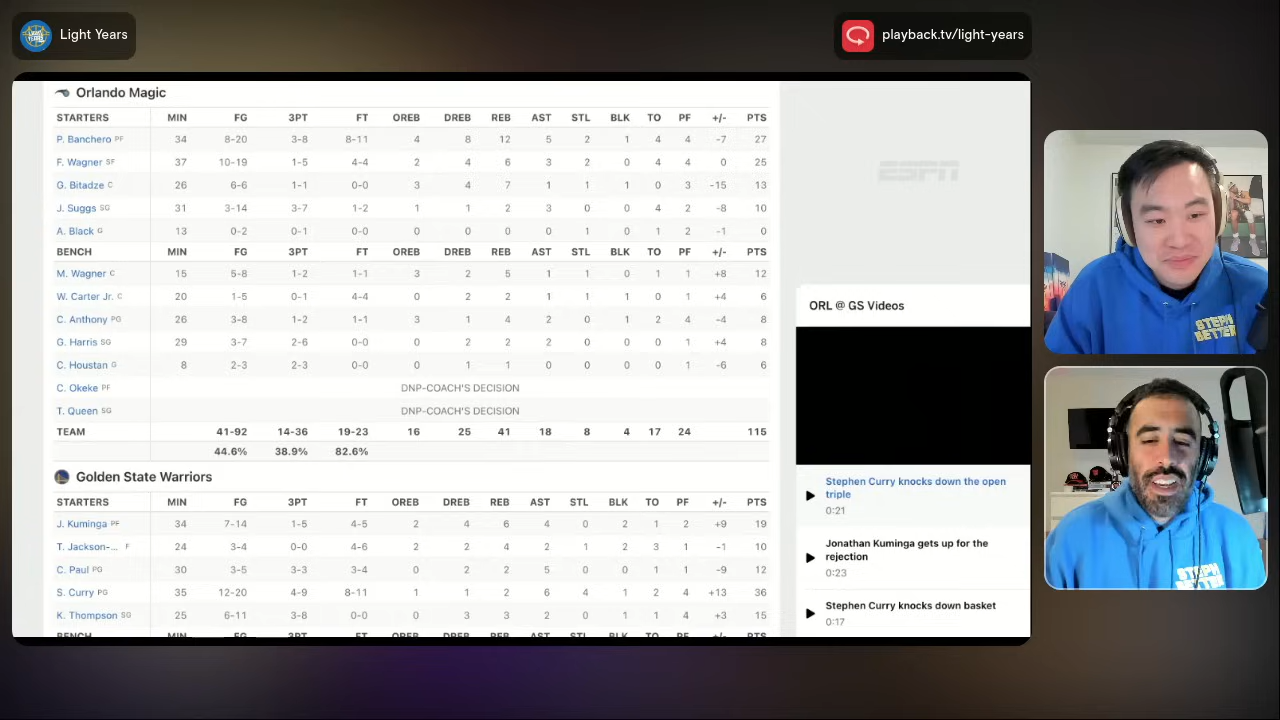 Light Years
playback.tv/light-years
Orlando Magic
STARTERS MIN FG 3PT FT OREB DREB REB AST STL BLK TO PF +/- PTS
P. Banchero PF 34 8-20 3-8 8-11 4 8 12 5 2 1 4 4 -7 27
F. Wagner SF 37 10-19 1-5 4-4 2 4 6 3 2 0 4 4 0 25
G. Bitadze C 26 6-6 1-1 0-0 3 4 7 1 1 1 0 3 -15 13
J. Suggs SG 31 3-14 3-7 1-2 1 1 2 3 0 0 4 2 -8 10
A. Black G 13 0-2 0-1 0-0 0 0 0 0 1 0 1 2 -1 0
BENCH MIN FG 3PT FT OREB DREB REB AST STL BLK TO PF +/- PTS
M. Wagner C 15 5-8 1-2 1-1 3 2 5 1 1 0 1 1 +8 12
W. Carter Jr. C 20 1-5 0-1 4-4 0 2 2 1 1 1 0 1 +4 6
C. Anthony PG 26 3-8 1-2 1-1 3 1 4 2 0 1 2 4 -4 8
G. Harris SG 29 3-7 2-6 0-0 0 2 2 2 0 0 0 1 +4 8
C. Houstan G 8 2-3 2-3 0-0 0 1 1 0 0 0 0 1 -6 6
C. Okeke PF DNP-COACH'S DECISION
T. Queen SG DNP-COACH'S DECISION
TEAM 41-92 14-36 19-23 16 25 41 18 8 4 17 24 115
44.6% 38.9% 82.6%
Golden State Warriors
STARTERS MIN FG 3PT FT OREB DREB REB AST STL BLK TO PF +/- PTS
J. Kuminga PF 34 7-14 1-5 4-5 2 4 6 4 0 2 1 2 +9 19
T. Jackson-... F 24 3-4 0-0 4-6 2 2 4 2 1 2 3 1 -1 10
C. Paul PG 30 3-5 3-3 3-4 0 2 2 5 0 0 1 1 -9 12
S. Curry PG 35 12-20 4-9 8-11 1 1 2 6 4 1 2 4 +13 36
K. Thompson SG 25 6-11 3-8 0-0 0 3 3 2 0 1 1 4 +3 15
BENCH MIN FG 3PT FT OREB DREB REB AST STL BLK TO PF +/- PTS
ESPN
ORL @ GS Videos
Stephen Curry knocks down the open
triple
0:21
Jonathan Kuminga gets up for the
rejection
0:23
Stephen Curry knocks down basket
0:17
STEPH
BETTER
STEPH
BETTER